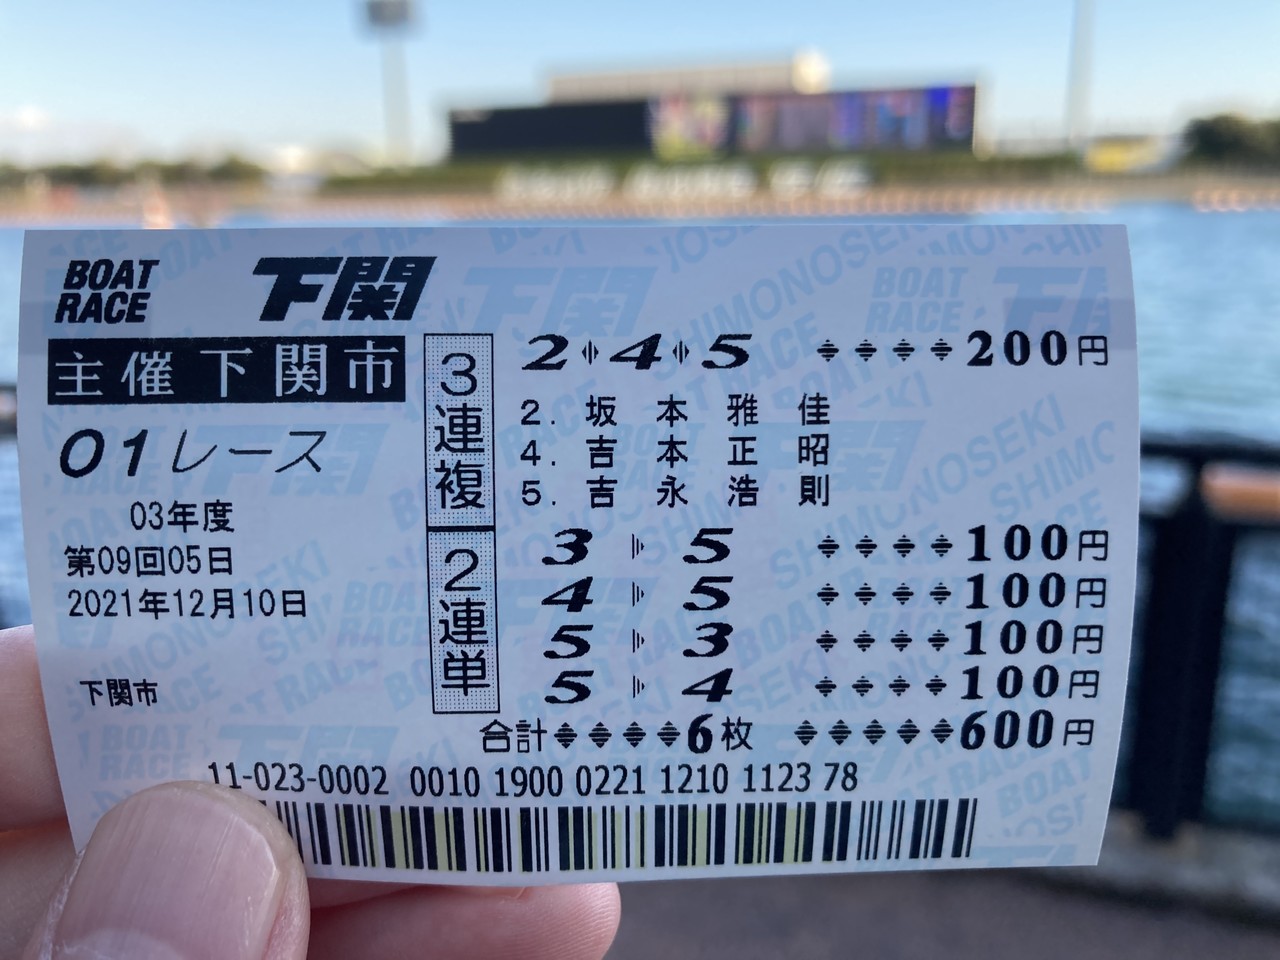 BOAT RACE 下関
主催下関市
01レース
03年度
第09回05日
2021年12月10日
下関市
3連複
2 4 5 200円
2. 坂本雅佳
4. 吉本正昭
5. 吉永浩則
2連単
3 5 100円
4 5 100円
5 3 100円
5 4 100円
合計 6枚 600円
11-023-0002 0010 1900 0221 1210 1123 78